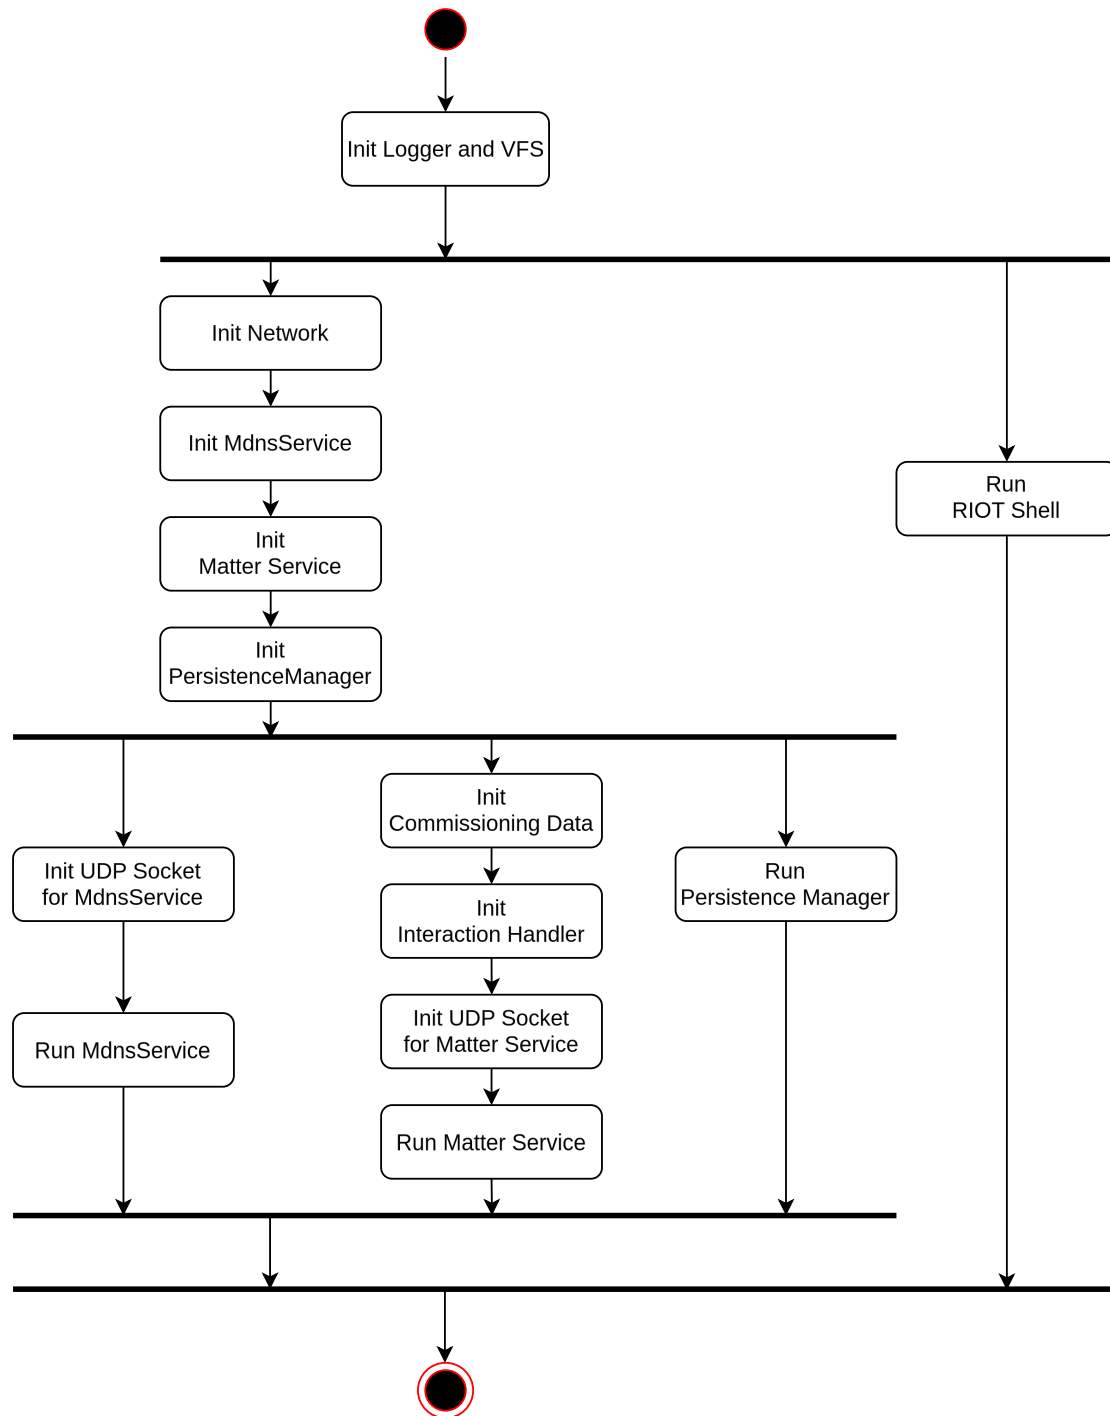 Init Logger and VFS
Init Network
Init MdnsService
Init
Matter Service
Init
PersistenceManager
Run
RIOT Shell
Init UDP Socket
for MdnsService
Run MdnsService
Init
Commissioning Data
Init
Interaction Handler
Init UDP Socket
for Matter Service
Run Matter Service
Run
Persistence Manager